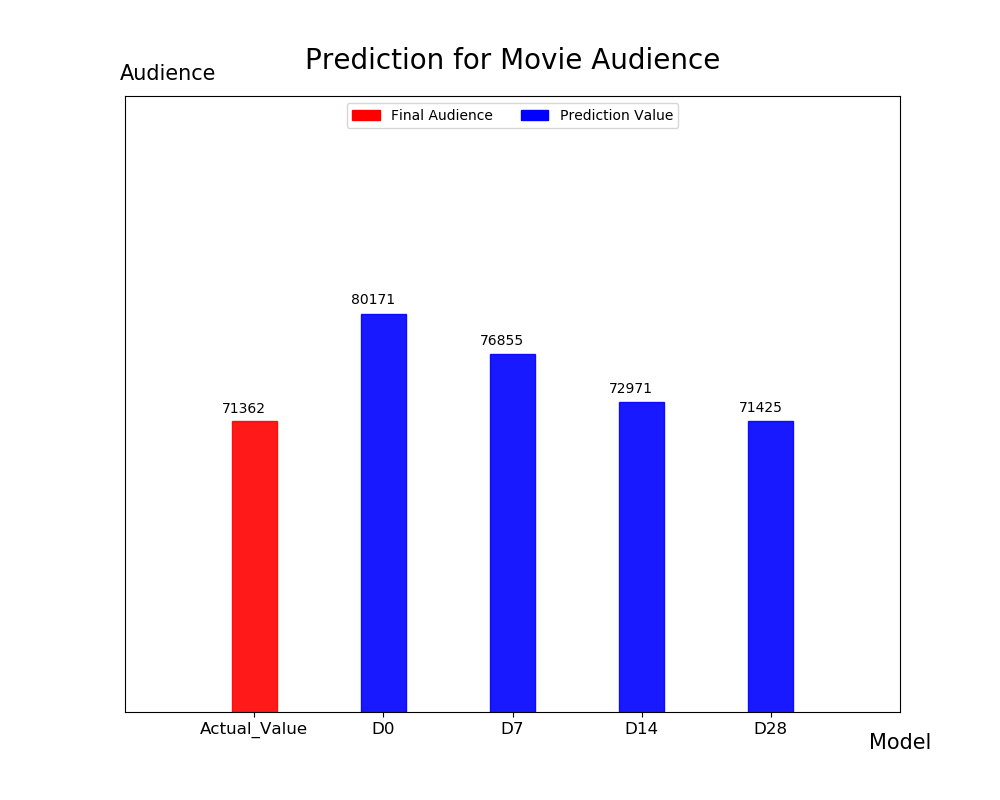 Prediction for Movie Audience
Audience
Final Audience
Prediction Value
80171
76855
72971
71362
71425
Actual_Value
D0
D7
D14
D28
Model